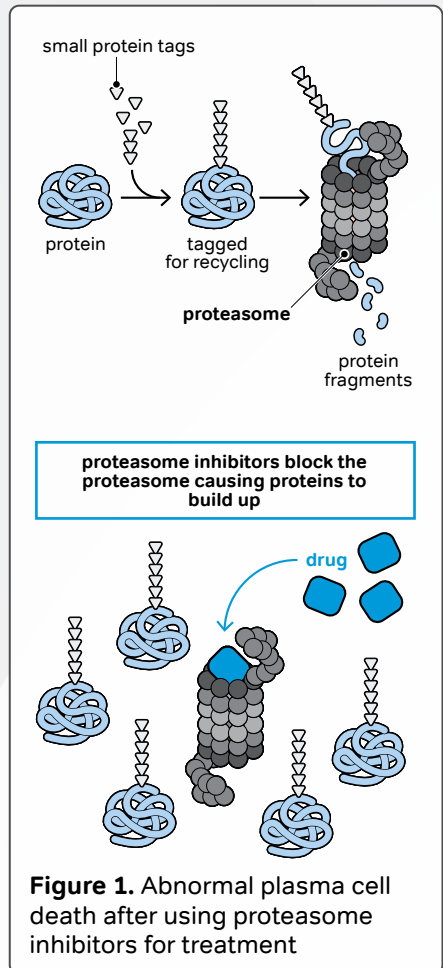 small protein tags
protein
tagged
for recycling
proteasome
protein
fragments
proteasome inhibitors block the
proteasome causing proteins to
build up
drug
Figure 1. Abnormal plasma cell
death after using proteasome
inhibitors for treatment